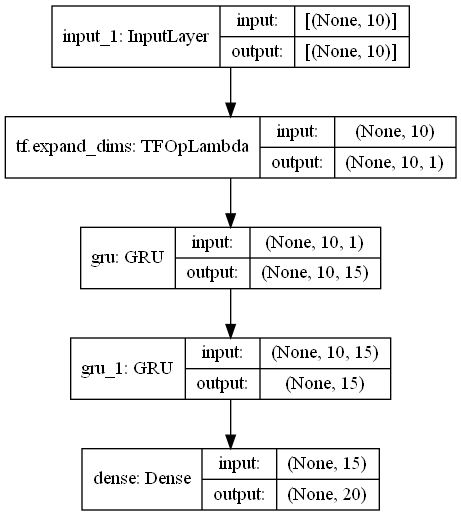 input_1: InputLayer
input: [(None, 10)]
output: [(None, 10)]
tf.expand_dims: TFOpLambda
input: (None, 10)
output: (None, 10, 1)
gru: GRU
input: (None, 10, 1)
output: (None, 10, 15)
gru_1: GRU
input: (None, 10, 15)
output: (None, 15)
dense: Dense
input: (None, 15)
output: (None, 20)